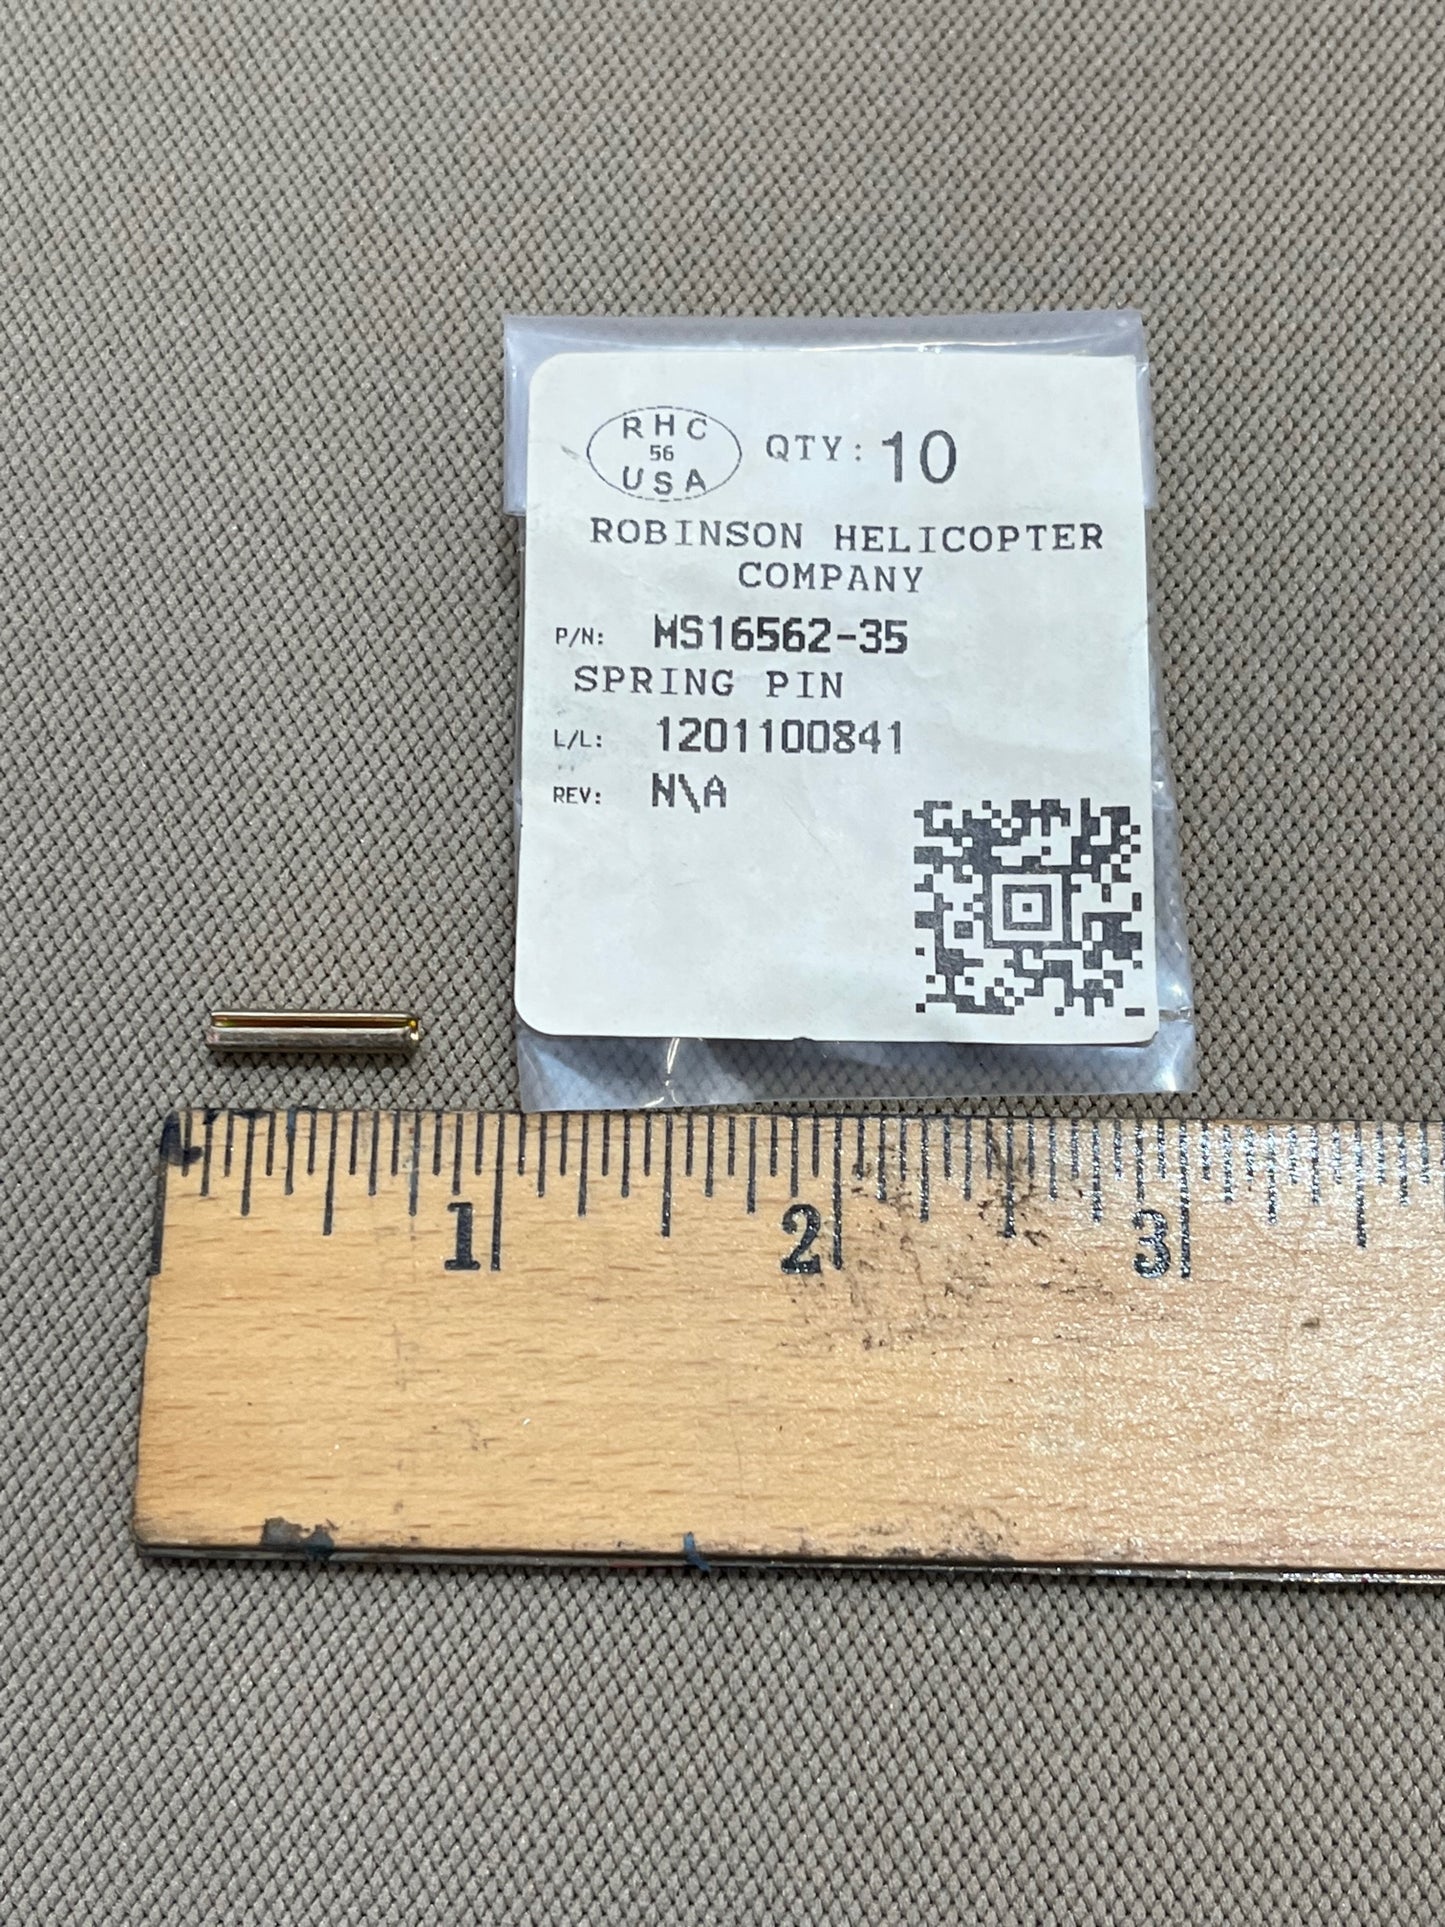 RHC
56
USA
QTY: 10
ROBINSON HELICOPTER
COMPANY
P/N: MS16562-35
SPRING PIN
L/L: 1201100841
REV: N\A
1 2 3